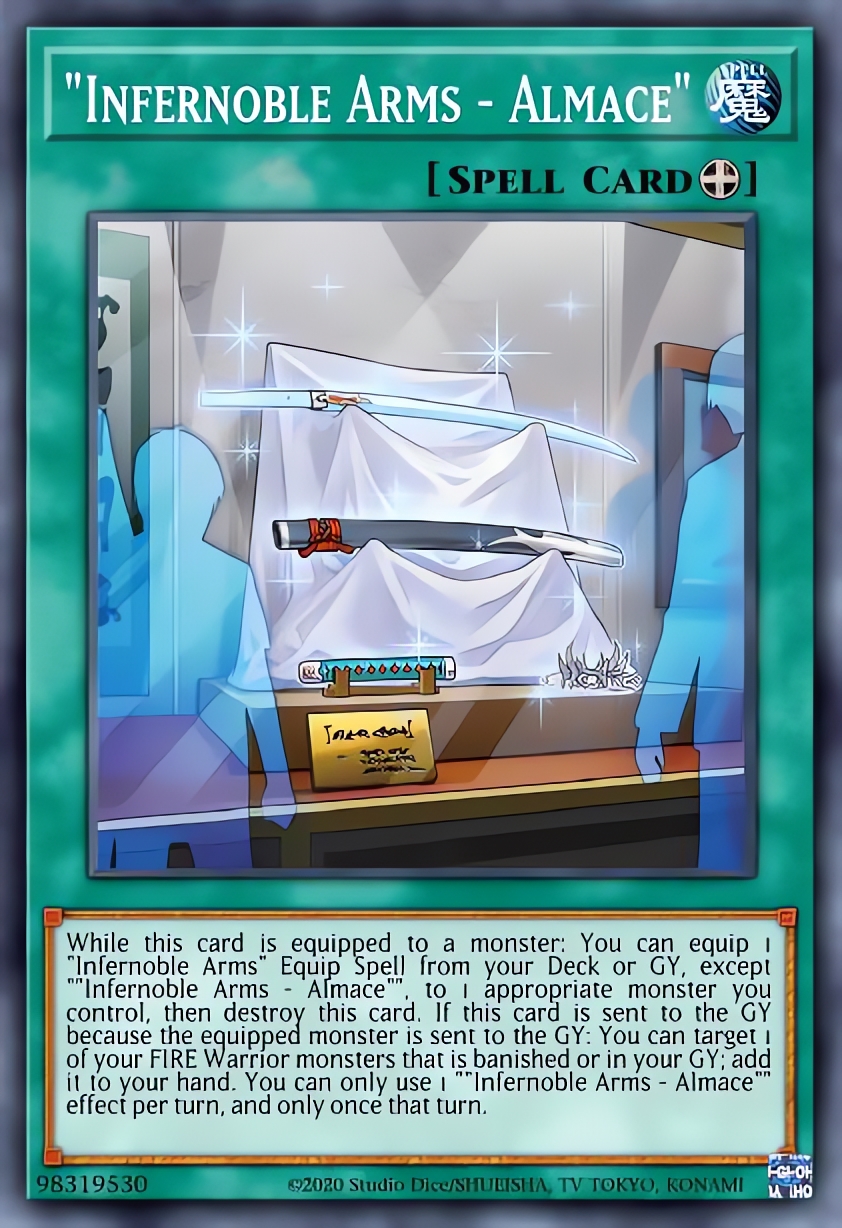 "Infernoble Arms - Almace"
魔
[Spell Card]
While this card is equipped to a monster: You can equip 1
"Infernoble Arms" Equip Spell from your Deck or GY, except
""Infernoble Arms - Almace"", to 1 appropriate monster you
control, then destroy this card. If this card is sent to the GY
because the equipped monster is sent to the GY: You can target 1
of your FIRE Warrior monsters that is banished or in your GY; add
it to your hand. You can only use 1 ""Infernoble Arms - Almace""
effect per turn, and only once that turn.
98319530
©2020 Studio Dice/SHUEISHA, TV TOKYO, KONAMI